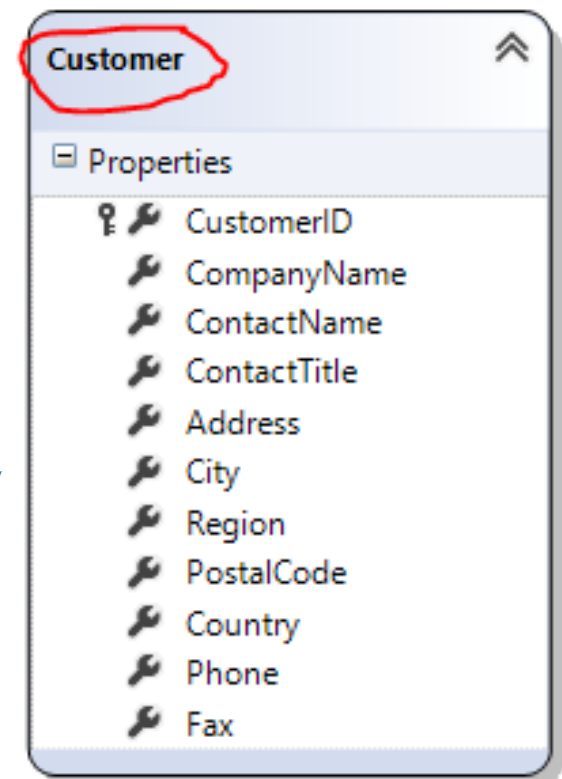 Customer
Properties
CustomerID
CompanyName
ContactName
ContactTitle
Address
City
Region
PostalCode
Country
Phone
Fax